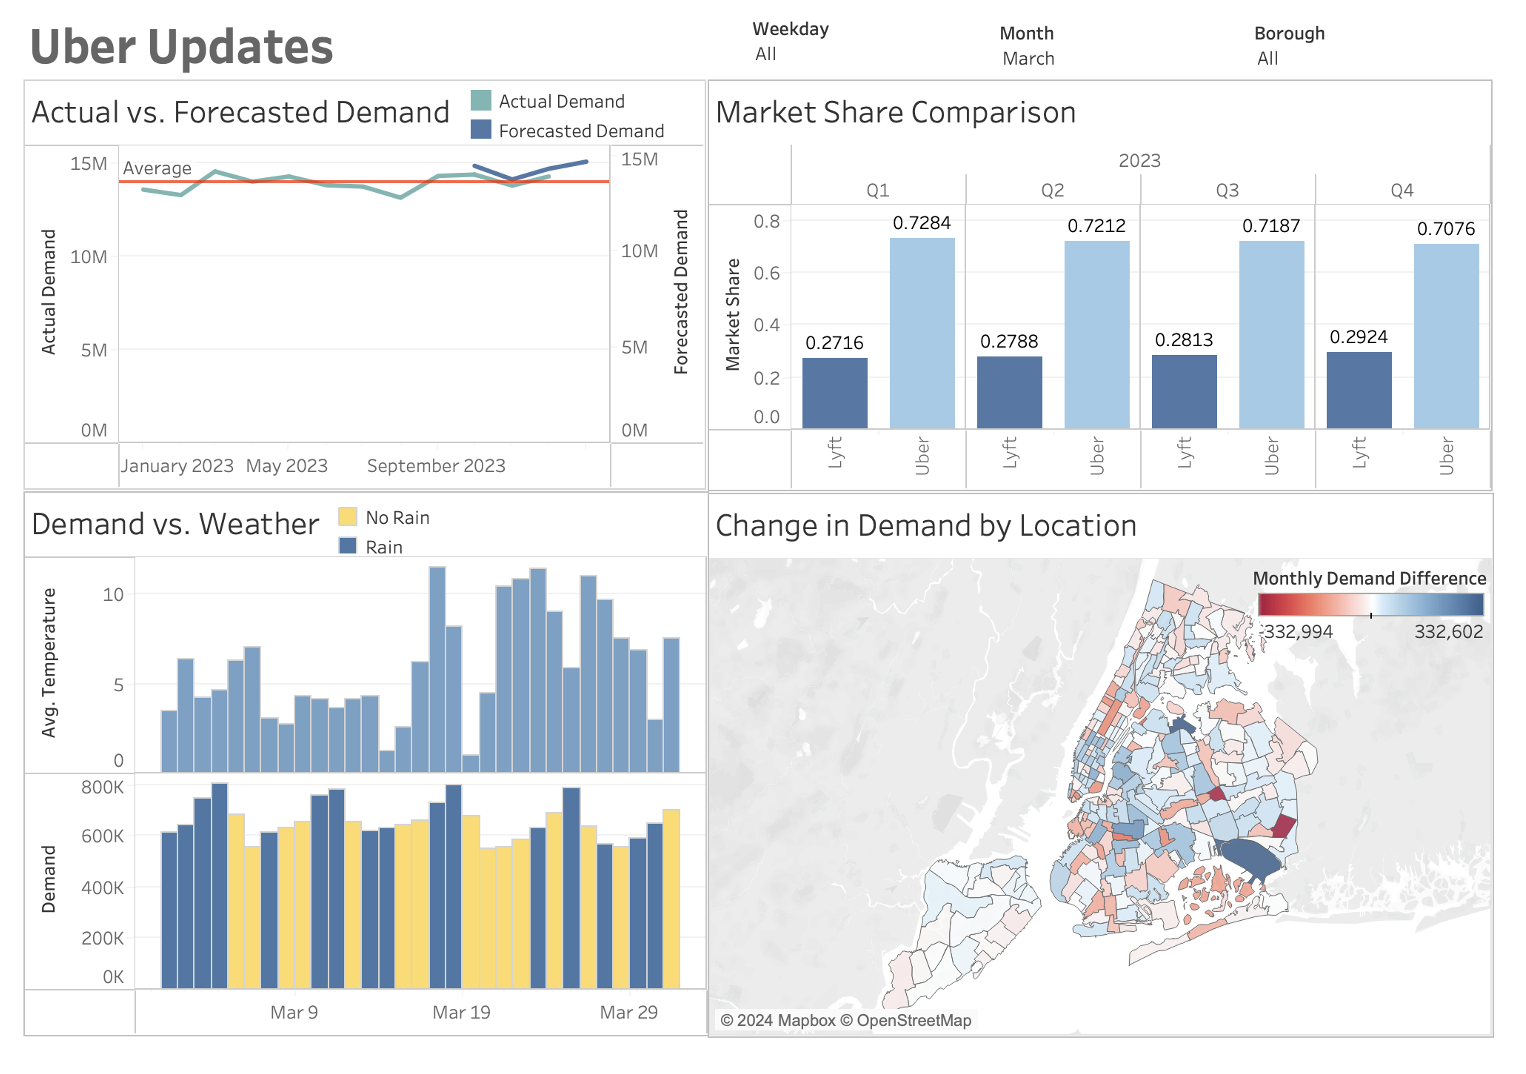 Uber Updates
Weekday
All
Month
March
Borough
All
Actual vs. Forecasted Demand
Actual Demand
Forecasted Demand
15M
10M
5M
0M
Actual Demand
Average
15M
10M
5M
0M
Forecasted Demand
January 2023 May 2023 September 2023
Market Share Comparison
2023
Q1 Q2 Q3 Q4
0.8
0.6
0.4
0.2
0.0
Market Share
0.2716 0.7284 0.2788 0.7212 0.2813 0.7187 0.2924 0.7076
Lyft Uber Lyft Uber Lyft Uber Lyft Uber
Demand vs. Weather
No Rain
Rain
Avg. Temperature
10
5
0
Demand
800K
600K
400K
200K
0K
Mar 9 Mar 19 Mar 29
Change in Demand by Location
Monthly Demand Difference
-332,994 332,602
© 2024 Mapbox © OpenStreetMap